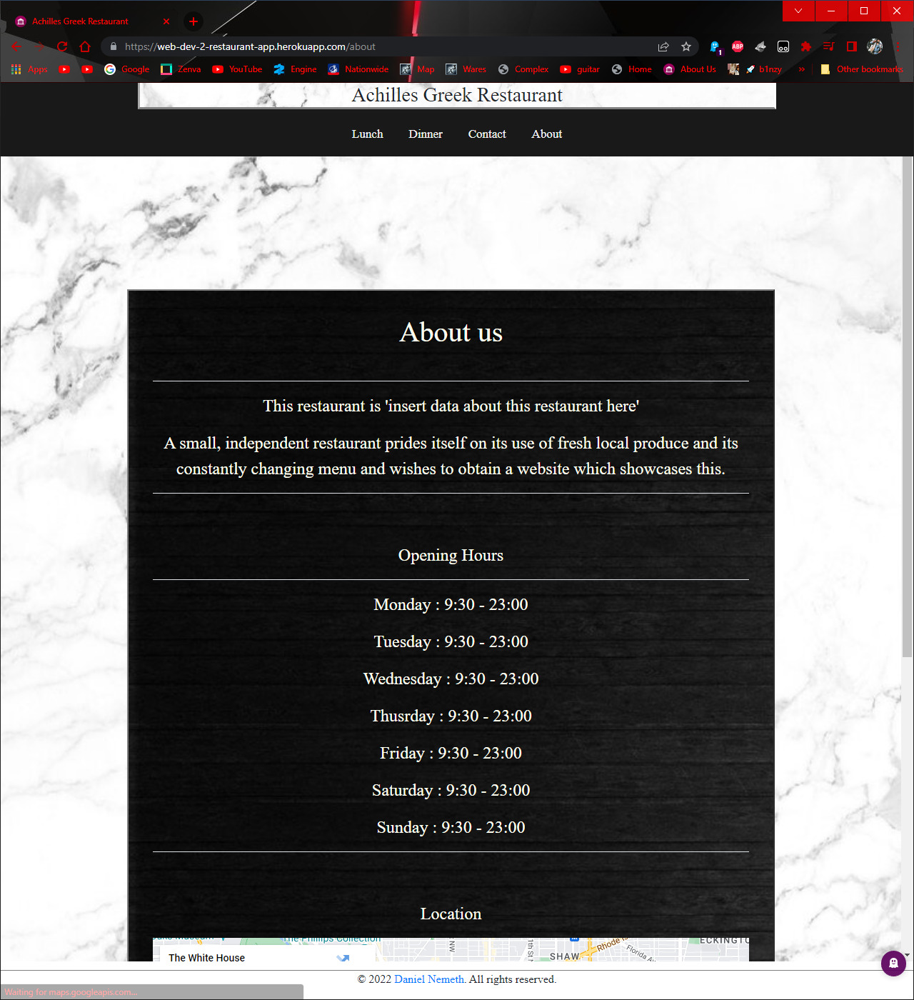 Achilles Greek Restaurant
https://web-dev-2-restaurant-app.herokuapp.com/about
1
ABP
Apps
Google
Zenva
YouTube
Engine
Nationwide
Map
Wares
Complex
guitar
Home
About Us
b1nzy
»
Other bookmarks
Achilles Greek Restaurant
Lunch Dinner Contact About
About us
This restaurant is 'insert data about this restaurant here'
A small, independent restaurant prides itself on its use of fresh local produce and its
constantly changing menu and wishes to obtain a website which showcases this.
Opening Hours
Monday : 9:30 - 23:00
Tuesday : 9:30 - 23:00
Wednesday : 9:30 - 23:00
Thusrday : 9:30 - 23:00
Friday : 9:30 - 23:00
Saturday : 9:30 - 23:00
Sunday : 9:30 - 23:00
Location
The Phillips Collection
The White House
NW
11th St N
SHAW
Rhode Is
Florida Av
ECKINGTO
© 2022 Daniel Nemeth. All rights reserved.
Waiting for maps.googleapis.com...